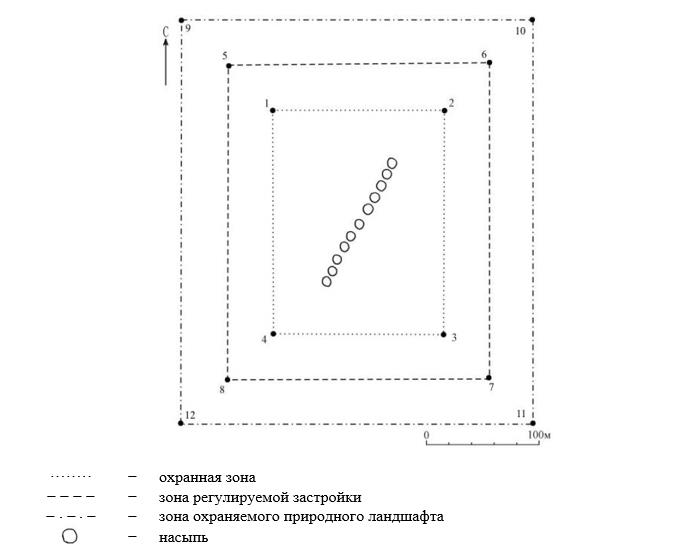 С
9
10
5
6
1
2
4
3
8
7
12
11
0
100м
– охранная зона
– зона регулируемой застройки
– зона охраняемого природного ландшафта
– насыпь